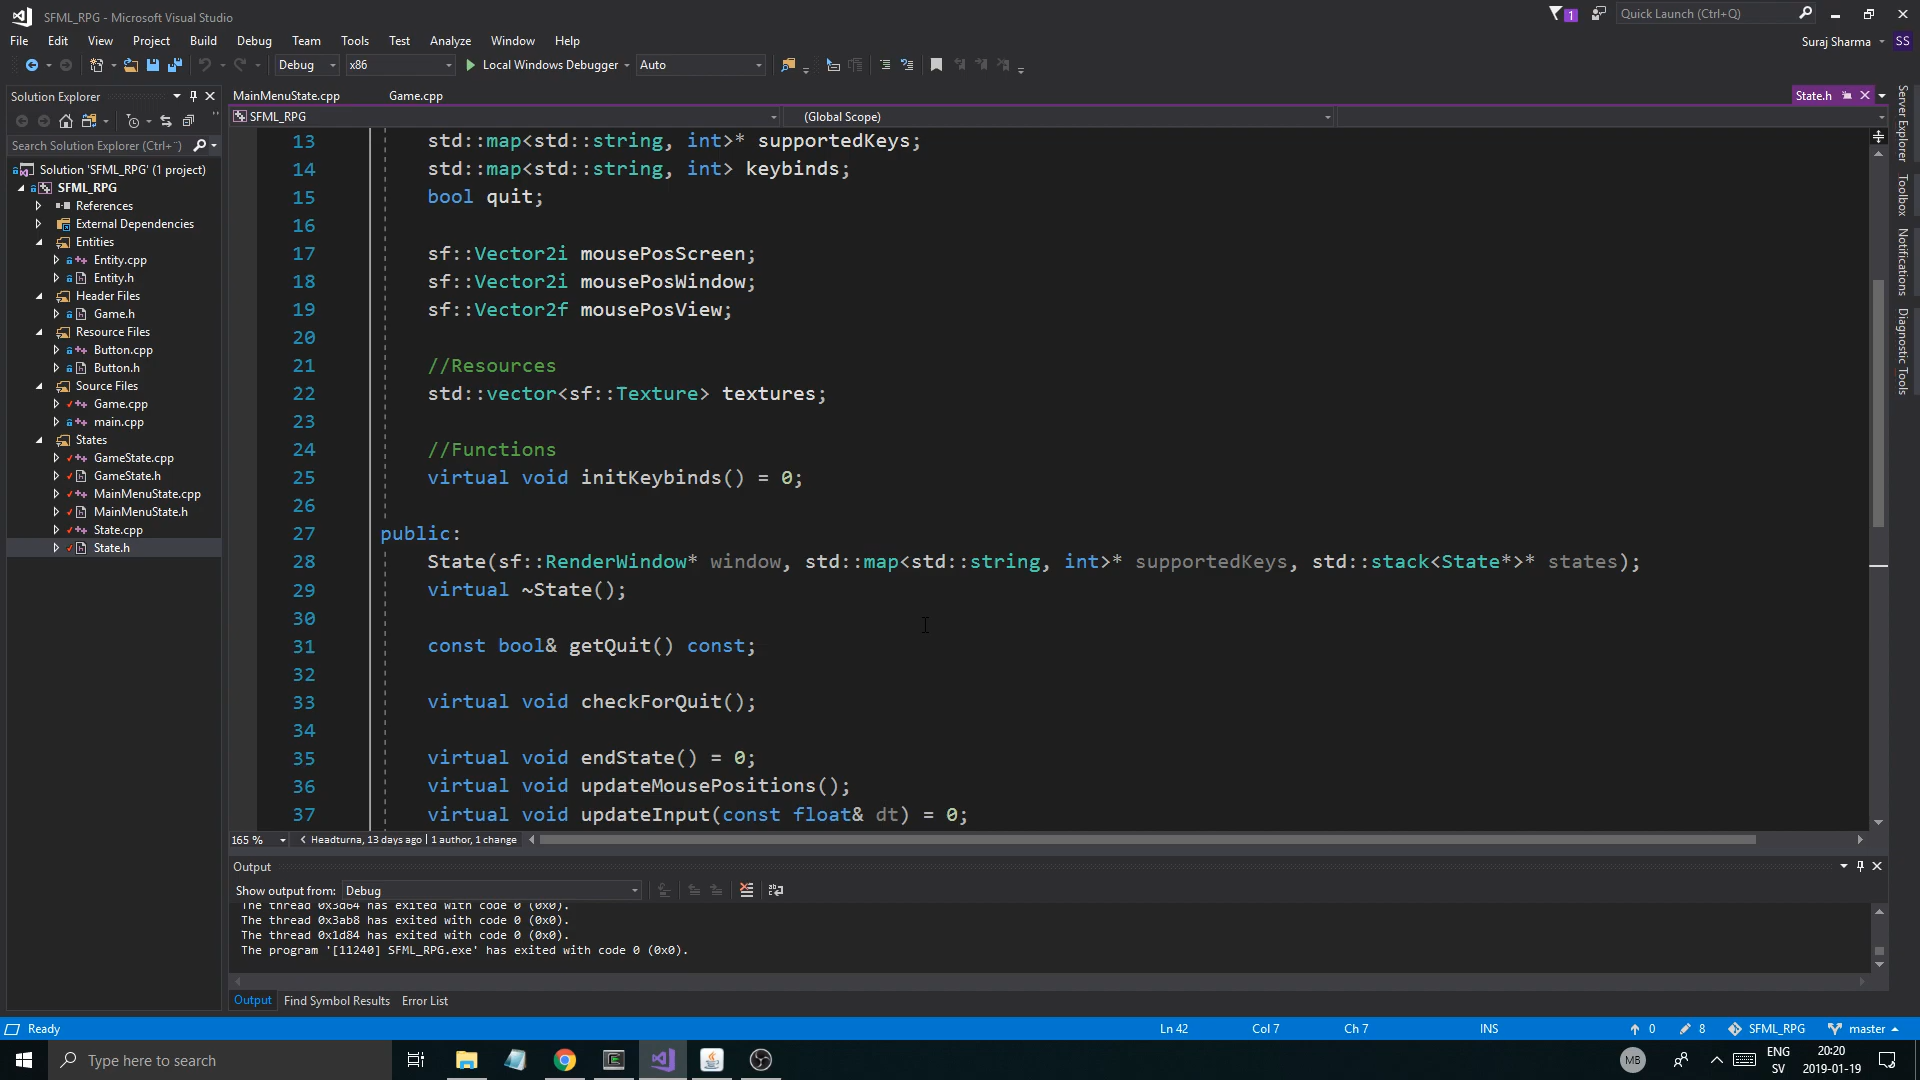 SFML_RPG - Microsoft Visual Studio
1
Quick Launch (Ctrl+Q)
File Edit View Project Build Debug Team Tools Test Analyze Window Help
Suraj Sharma SS
Debug x86 Local Windows Debugger Auto
Solution Explorer
Search Solution Explorer (Ctrl+¨)
Solution 'SFML_RPG' (1 project)
SFML_RPG
References
External Dependencies
Entities
Entity.cpp
Entity.h
Header Files
Game.h
Resource Files
Button.cpp
Button.h
Source Files
Game.cpp
main.cpp
States
GameState.cpp
GameState.h
MainMenuState.cpp
MainMenuState.h
State.cpp
State.h
MainMenuState.cpp Game.cpp State.h
SFML_RPG (Global Scope)
13 std::map<std::string, int>* supportedKeys;
14 std::map<std::string, int> keybinds;
15 bool quit;
16
17 sf::Vector2i mousePosScreen;
18 sf::Vector2i mousePosWindow;
19 sf::Vector2f mousePosView;
20
21 //Resources
22 std::vector<sf::Texture> textures;
23
24 //Functions
25 virtual void initKeybinds() = 0;
26
27 public:
28 State(sf::RenderWindow* window, std::map<std::string, int>* supportedKeys, std::stack<State*>* states);
29 virtual ~State();
30
31 const bool& getQuit() const;
32
33 virtual void checkForQuit();
34
35 virtual void endState() = 0;
36 virtual void updateMousePositions();
37 virtual void updateInput(const float& dt) = 0;
165 % Headturna, 13 days ago | 1 author, 1 change
Server Explorer
Toolbox
Notifications
Diagnostic Tools
Output
Show output from: Debug
The thread 0x3d64 has exited with code 0 (0x0).
The thread 0x3ab8 has exited with code 0 (0x0).
The thread 0x1d84 has exited with code 0 (0x0).
The program '[11240] SFML_RPG.exe' has exited with code 0 (0x0).
Output Find Symbol Results Error List
Ready Ln 42 Col 7 Ch 7 INS 0 8 SFML_RPG master
Type here to search
MB
ENG
SV
20:20
2019-01-19